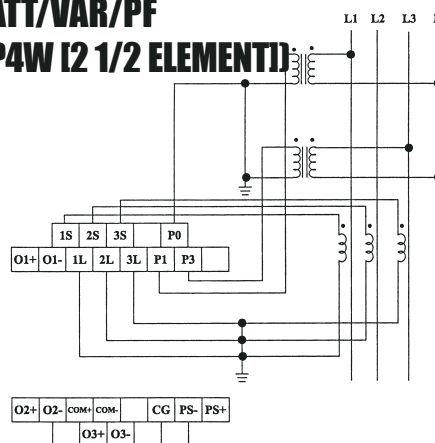 ATT/VAR/PF
P4W [2 1/2 ELEMENT])
L1 L2 L3
1S 2S 3S P0
O1+ O1- 1L 2L 3L P1 P3
O2+ O2- COM+ COM- CG PS- PS+
O3+ O3-